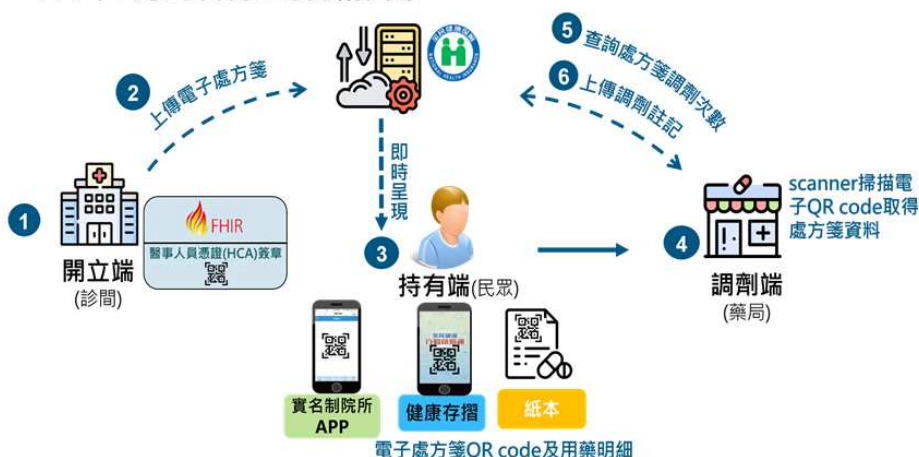 1
2
上傳電子處方箋
5
查詢處方箋調劑次數
6
上傳調劑註記
即時呈現
FHIR
醫事人員憑證(HCA)簽章
開立端
(診間)
3
持有端(民眾)
4
scanner掃描電
子QR code取得
處方箋資料
調劑端
(藥局)
實名制院所
APP
健康存摺
紙本
電子處方箋QR code及用藥明細